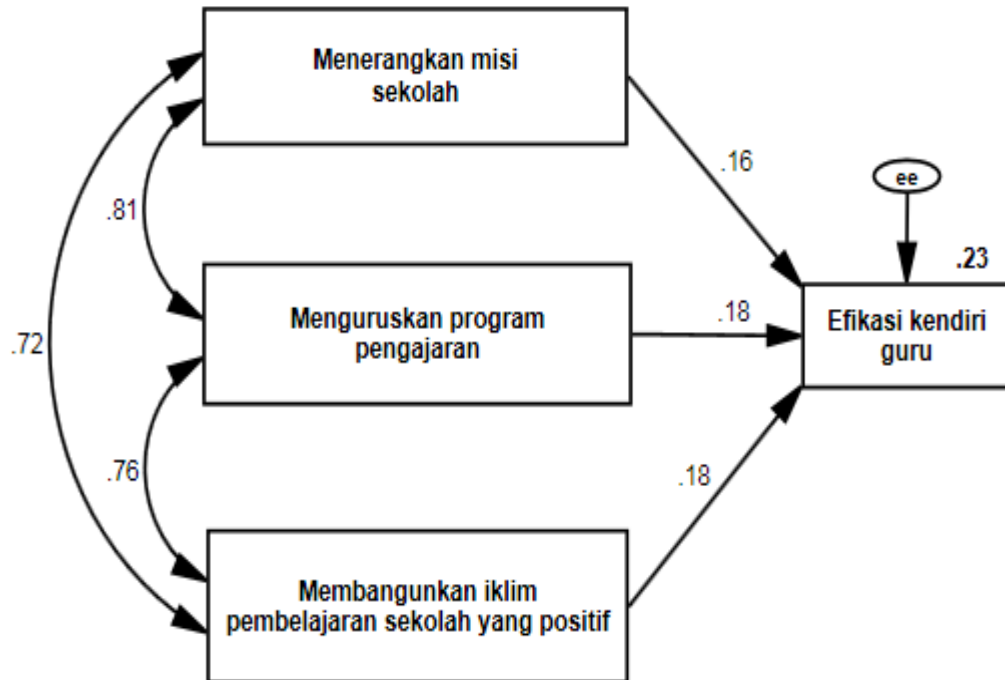 Menerangkan misi
sekolah
.16
ee
.81
.23
Menguruskan program
pengajaran
.18
Efikasi kendiri
guru
.72
.76
.18
Membangunkan iklim
pembelajaran sekolah yang positif